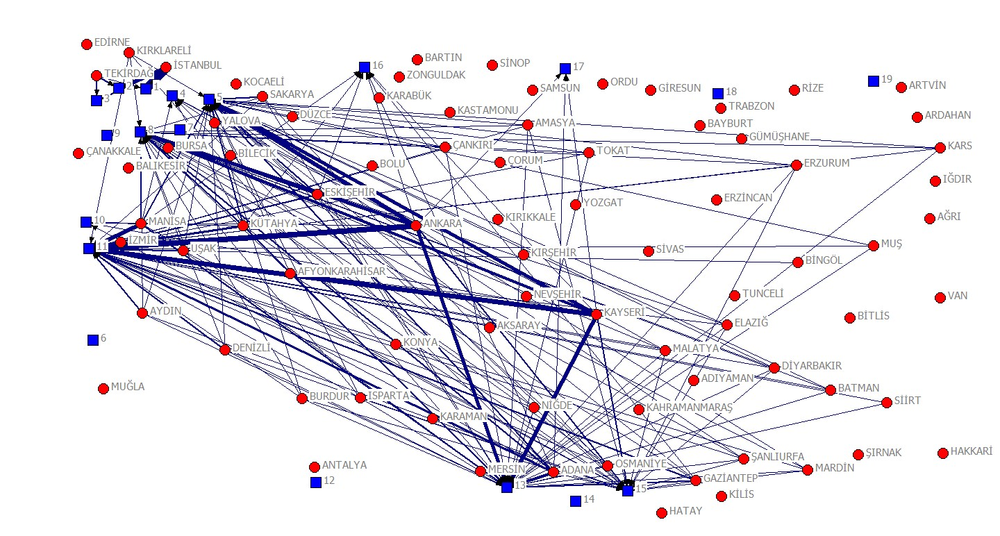 EDİRNE
KIRKLARELİ
İSTANBUL
TEKİRDAĞ
2
1
3
4
5
KOCAELİ
SAKARYA
16
BARTIN
ZONGULDAK
KARABÜK
SİNOP
17
SAMSUN
ORDU
GİRESUN
18
TRABZON
RİZE
19
ARTVİN
ARDAHAN
DÜZCE
KASTAMONU
YALOVA
AMASYA
BAYBURT
GÜMÜŞHANE
9
8
7
ÇANAKKALE
BURSA
BİLECİK
BALIKESİR
BOLU
ÇANKIRI
ÇORUM
TOKAT
ERZURUM
KARS
IĞDIR
ESKİŞEHİR
YOZGAT
ERZİNCAN
AĞRI
10
MANİSA
KÜTAHYA
ANKARA
KIRIKKALE
11
İZMİR
UŞAK
KIRŞEHİR
SİVAS
BİNGÖL
MUŞ
AFYONKARAHİSAR
NEVŞEHİR
TUNCELİ
VAN
AYDIN
KAYSERİ
BİTLİS
AKSARAY
ELAZIĞ
6
DENİZLİ
KONYA
MALATYA
DİYARBAKIR
MUĞLA
BURDUR
ISPARTA
ADIYAMAN
BATMAN
SİİRT
NİĞDE
KAHRAMANMARAŞ
KARAMAN
ANTALYA
12
MERSİN
13
ADANA
OSMANİYE
15
14
ŞANLIURFA
GAZİANTEP
MARDİN
ŞIRNAK
HAKKARİ
KİLİS
HATAY